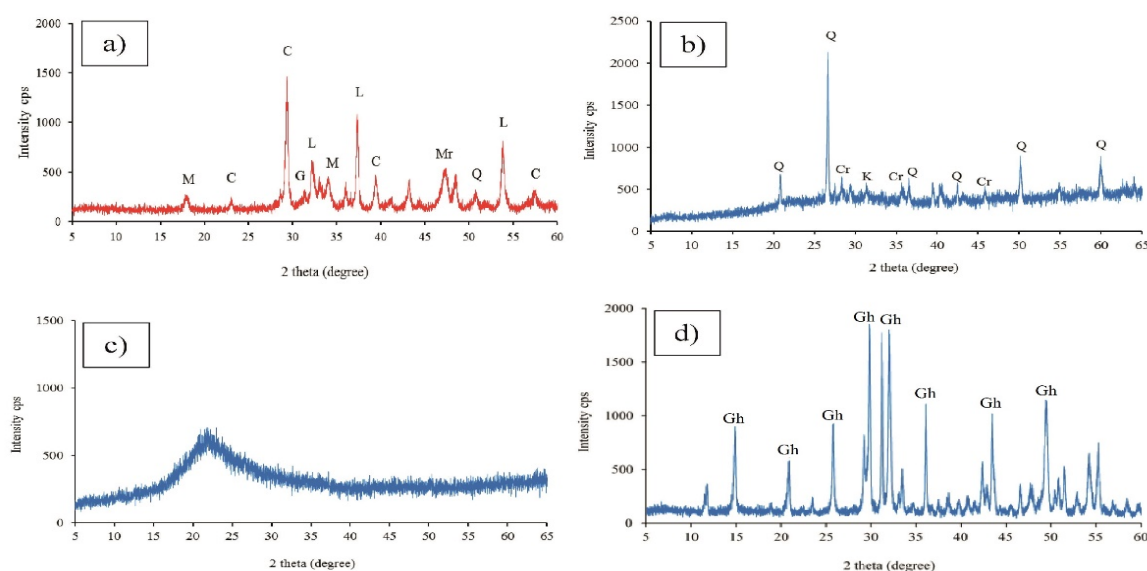 a)
2000
1500
1000
500
0
Intensity cps
M
C
C
G
L
M
L
C
Mr
Q
L
C
5 10 15 20 25 30 35 40 45 50 55 60
2 theta (degree)
b)
2500
2000
1500
1000
500
0
Intensity cps
Q
Q
Cr
K
Cr
Q
Q
Cr
Q
Q
5 10 15 20 25 30 35 40 45 50 55 60 65
2 theta (degree)
c)
1500
1000
500
0
Intensity cps
5 10 15 20 25 30 35 40 45 50 55 60 65
2 theta (degree)
d)
2000
1500
1000
500
0
Intensity cps
Gh
Gh
Gh
Gh
Gh
Gh
Gh
Gh
5 10 15 20 25 30 35 40 45 50 55 60
2 theta (degree)